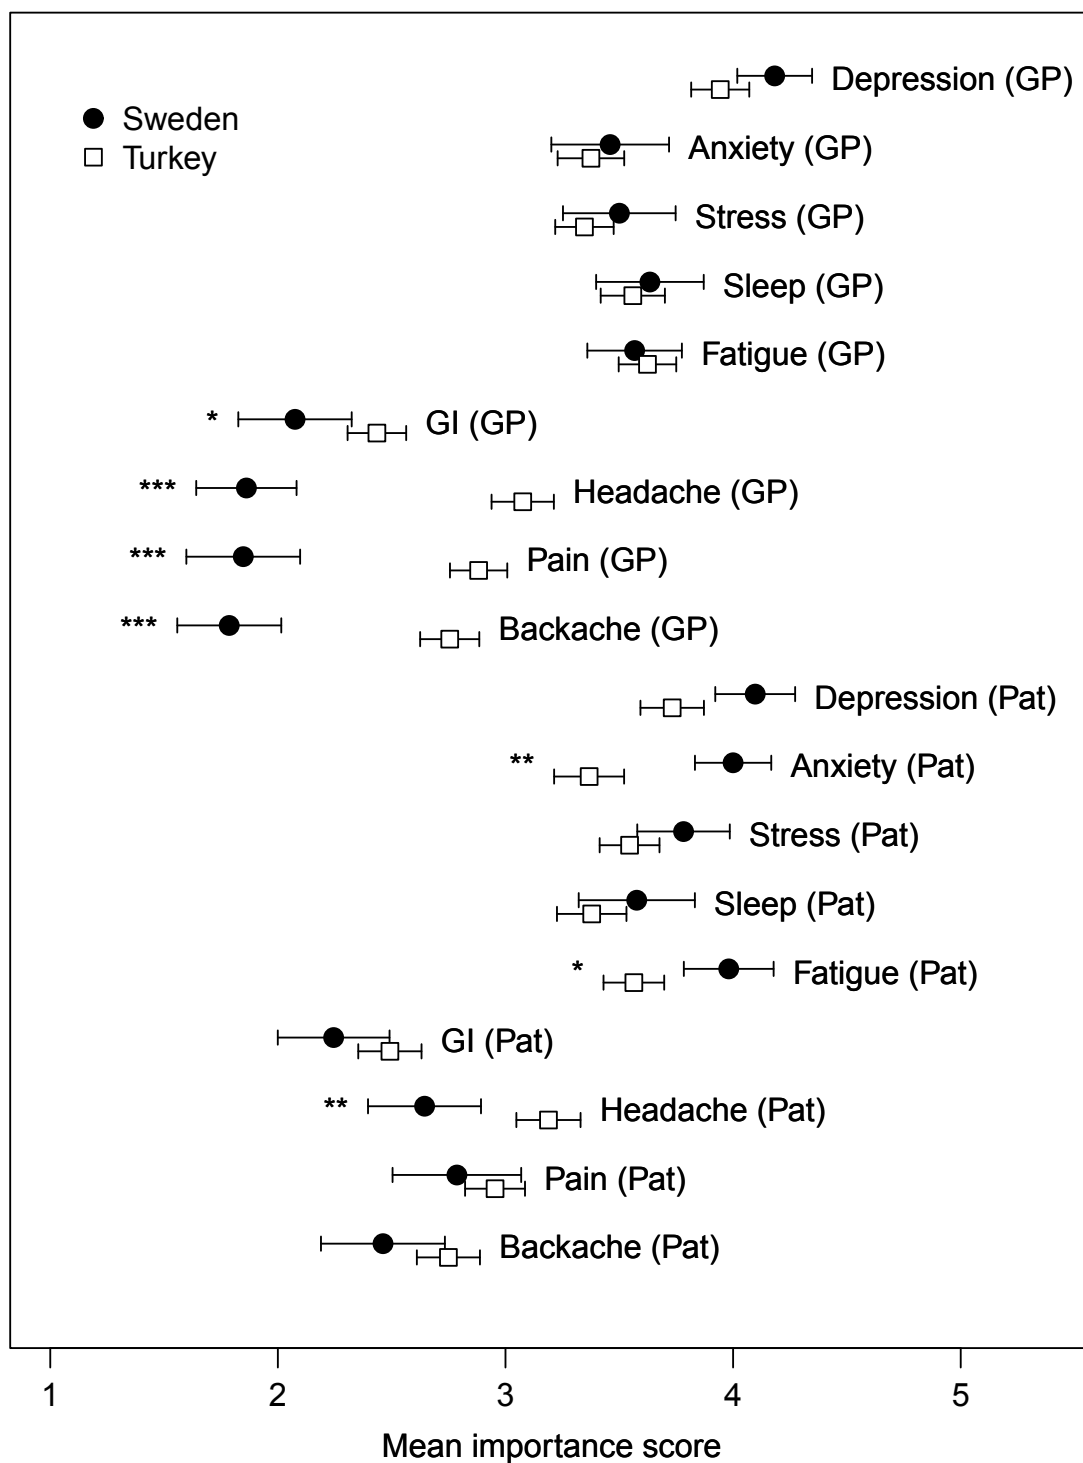 Depression (GP)
Sweden
Turkey
Anxiety (GP)
Stress (GP)
Sleep (GP)
Fatigue (GP)
* GI (GP)
*** Headache (GP)
*** Pain (GP)
*** Backache (GP)
Depression (Pat)
** Anxiety (Pat)
Stress (Pat)
Sleep (Pat)
* Fatigue (Pat)
GI (Pat)
** Headache (Pat)
Pain (Pat)
Backache (Pat)
1 2 3 4 5
Mean importance score